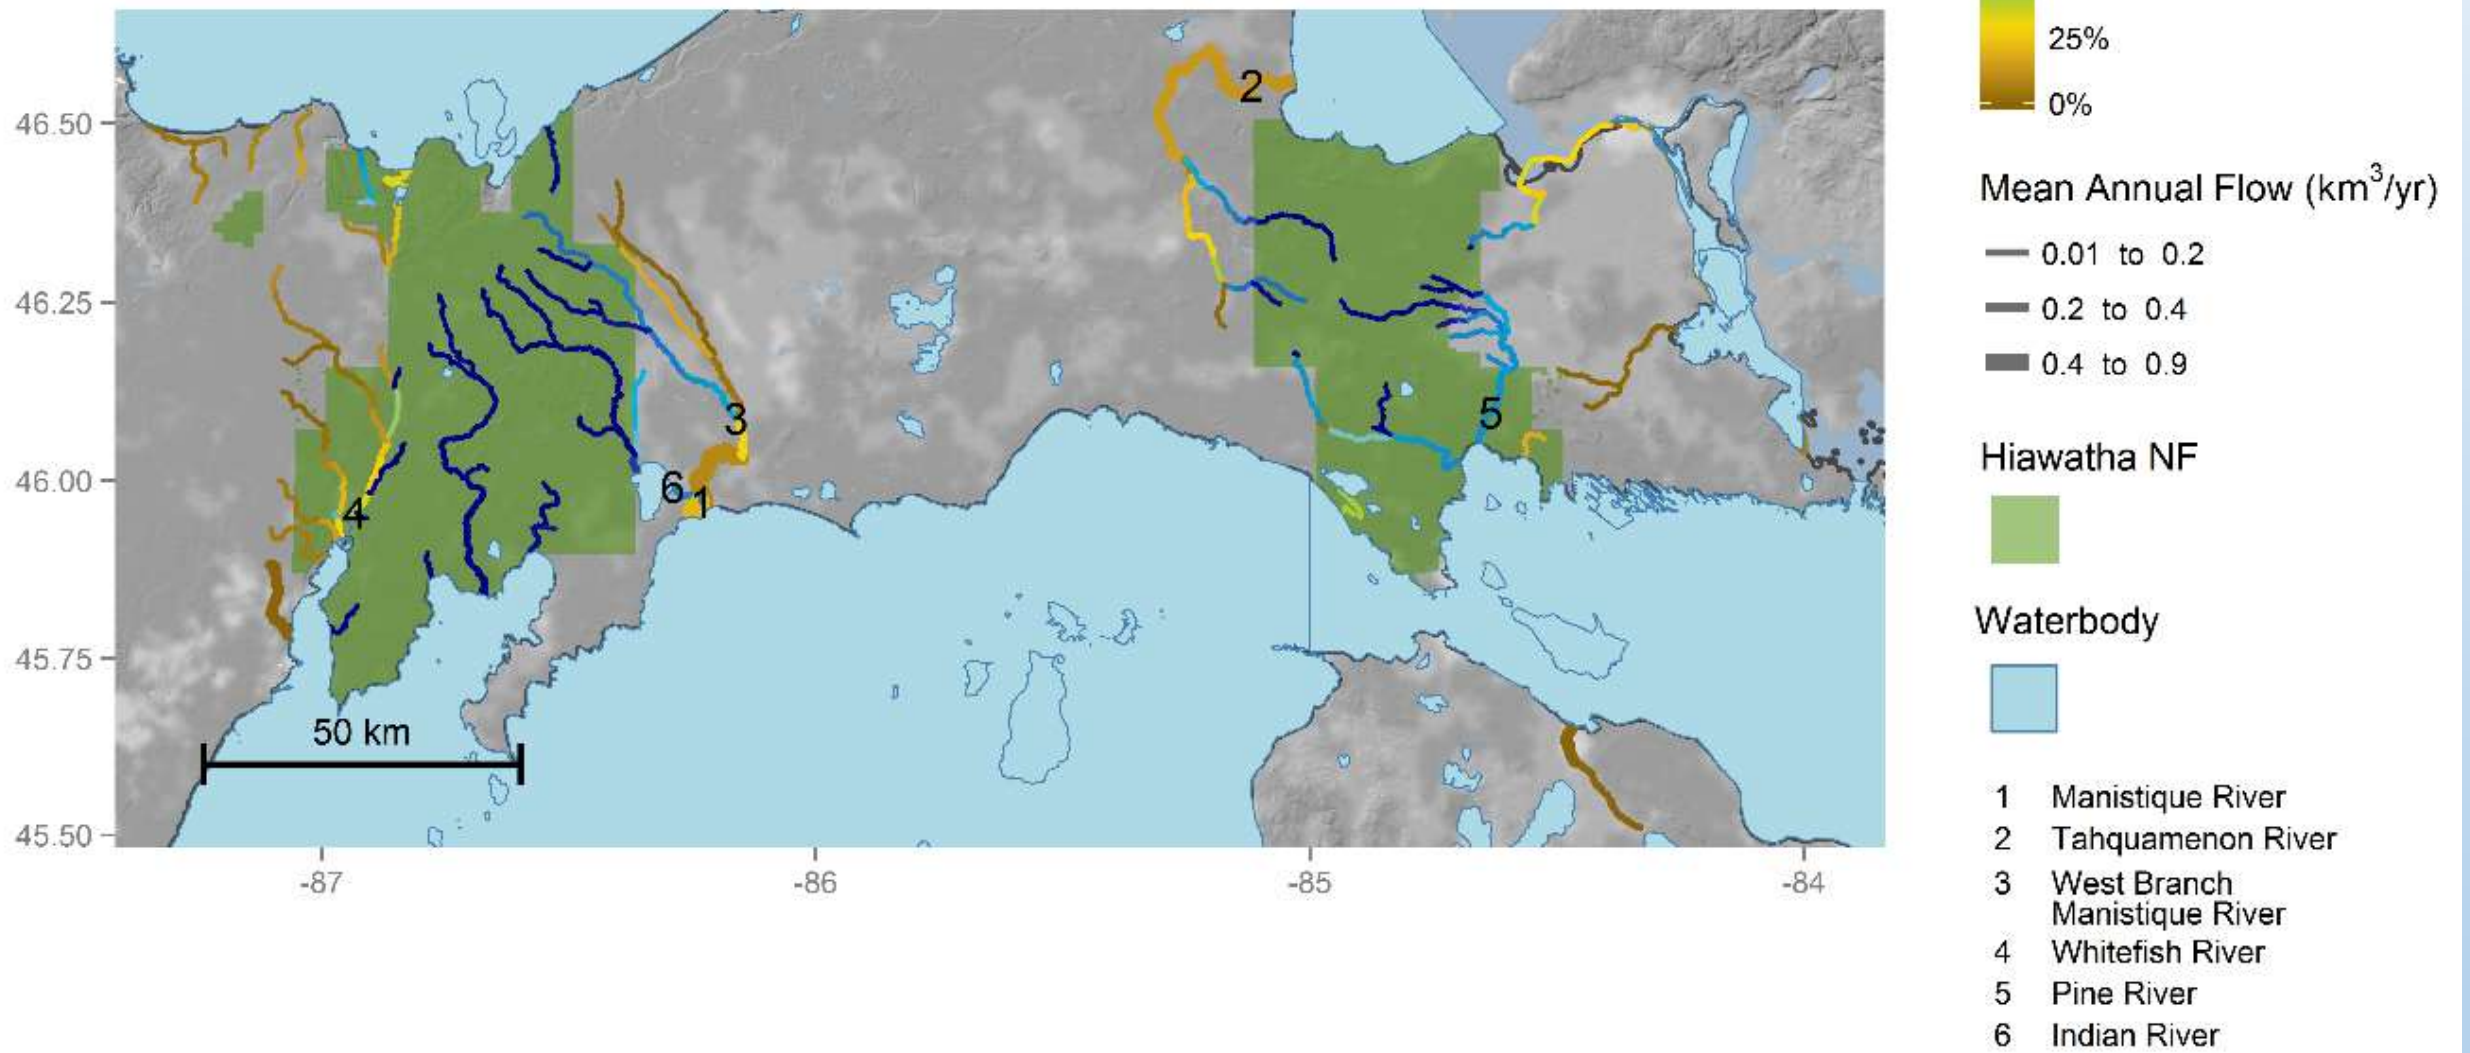 46.50
46.25
46.00
45.75
45.50
-87
-86
-85
-84
50 km
1
2
3
4
5
6
25%
0%
Mean Annual Flow (km³/yr)
0.01 to 0.2
0.2 to 0.4
0.4 to 0.9
Hiawatha NF
Waterbody
1 Manistique River
2 Tahquamenon River
3 West Branch
Manistique River
4 Whitefish River
5 Pine River
6 Indian River